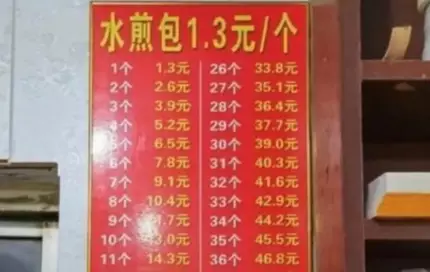 水煎包1.3元/个
1个 1.3元 26个 33.8元
2个 2.6元 27个 35.1元
3个 3.9元 28个 36.4元
4个 5.2元 29个 37.7元
5个 6.5元 30个 39.0元
6个 7.8元 31个 40.3元
7个 9.1元 32个 41.6元
8个 10.4元 33个 42.9元
9个 11.7元 34个 44.2元
10个 13.0元 35个 45.5元
11个 14.3元 36个 46.8元